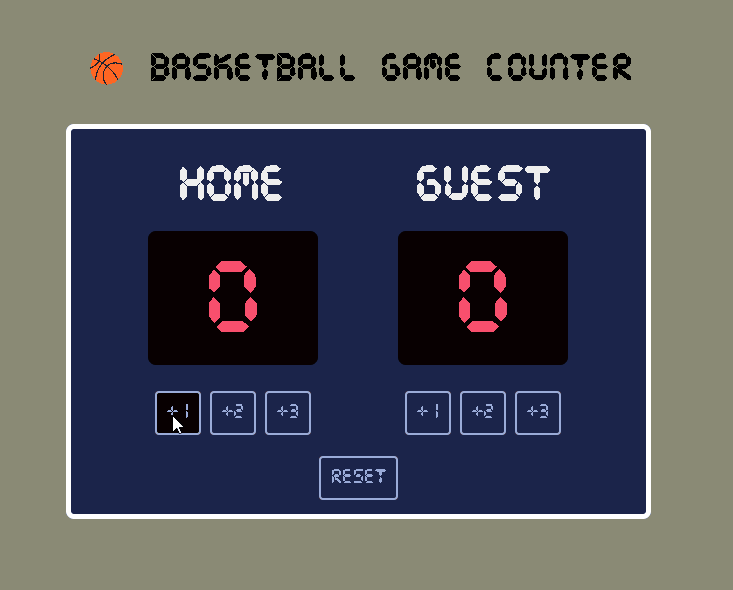 BASKETBALL GAME COUNTER
HOME GUEST
0 0
+1 +2 +3 +1 +2 +3
RESET